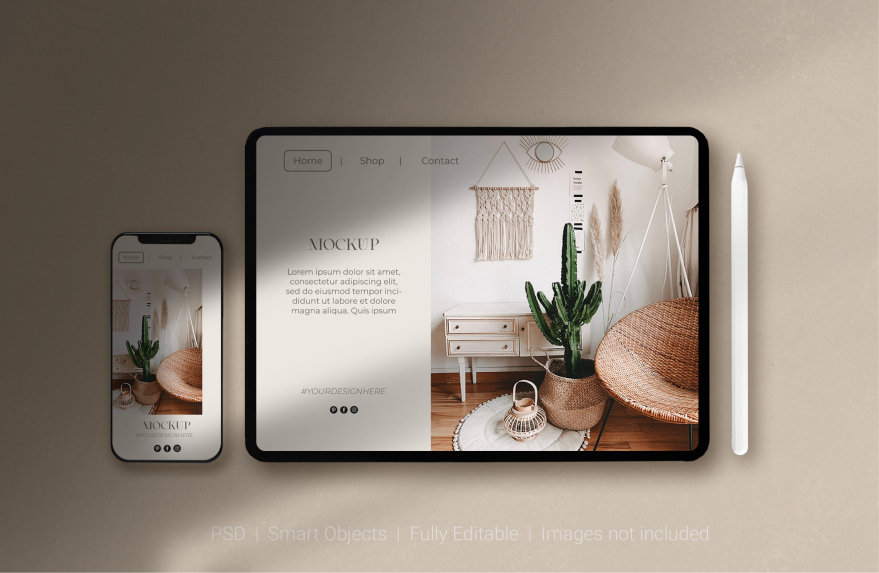 Home | Shop | Contact
MOCKUP
Lorem ipsum dolor sit amet,
consectetur adipiscing elit,
sed do eiusmod tempor inci-
didunt ut labore et dolore
magna aliqua. Quis ipsum
#YOURDESIGNHERE
Home | Shop | Contact
MOCKUP
#YOURDESIGNHERE
PSD | Smart Objects | Fully Editable | Images not included